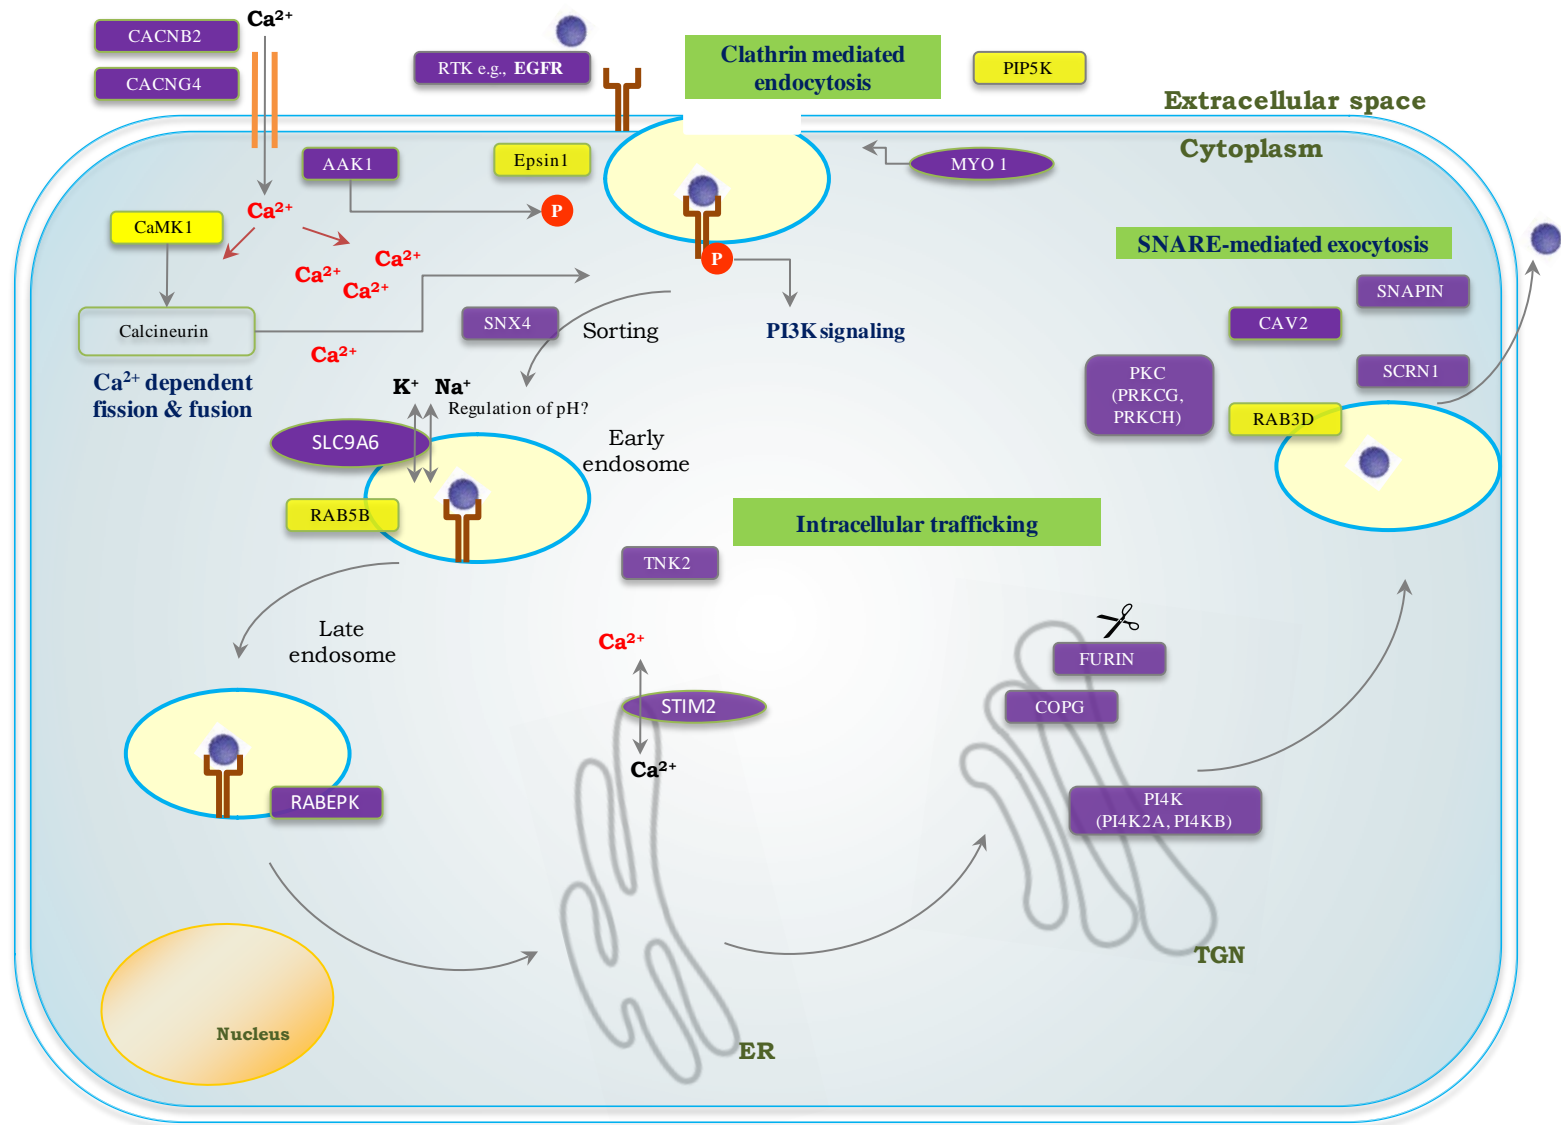 CACNB2
Ca²⁺
CACNG4
RTK e.g., EGFR
Clathrin mediated
endocytosis
PIP5K
Extracellular space
Cytoplasm
AAK1
Epsin1
P
MYO 1
CaMK1
Ca²⁺
Ca²⁺
Ca²⁺
Ca²⁺
P
SNARE-mediated exocytosis
SNAPIN
CAV2
SCRN1
PKC
(PRKCG,
PRKCH)
RAB3D
Calcineurin
Ca²⁺
SNX4
Sorting
PI3K signaling
Ca²⁺ dependent
fission & fusion
K⁺
Na⁺
Regulation of pH?
SLC9A6
Early
endosome
RAB5B
Intracellular trafficking
TNK2
Late
endosome
Ca²⁺
STIM2
Ca²⁺
FURIN
COPG
PI4K
(PI4K2A, PI4KB)
RABEPK
TGN
Nucleus
ER